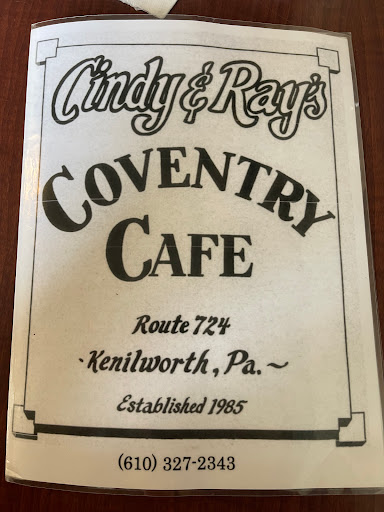 Cindy & Ray's
COVENTRY
CAFE
Route 724
-Kenilworth, Pa.~
Established 1985
(610) 327-2343